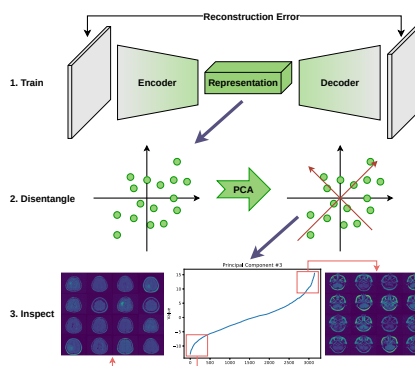 Reconstruction Error
1. Train
Encoder
Representation
Decoder
2. Disentangle
PCA
3. Inspect
Principal Component #3
15
10
5
0
−5
−10
0
500
1000
1500
2000
2500
3000